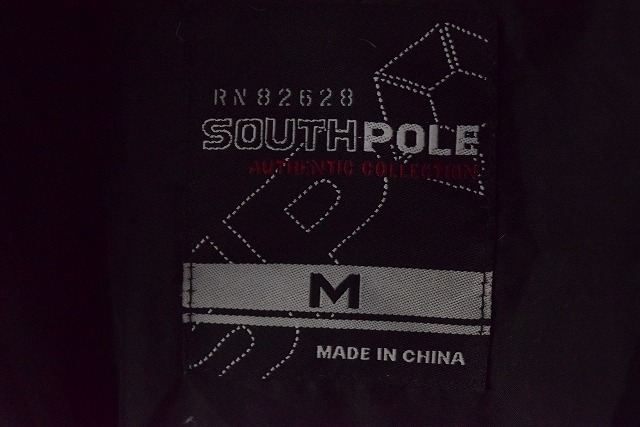 RN 82628
SOUTHPOLE
AUTHENTIC COLLECTION
M
MADE IN CHINA